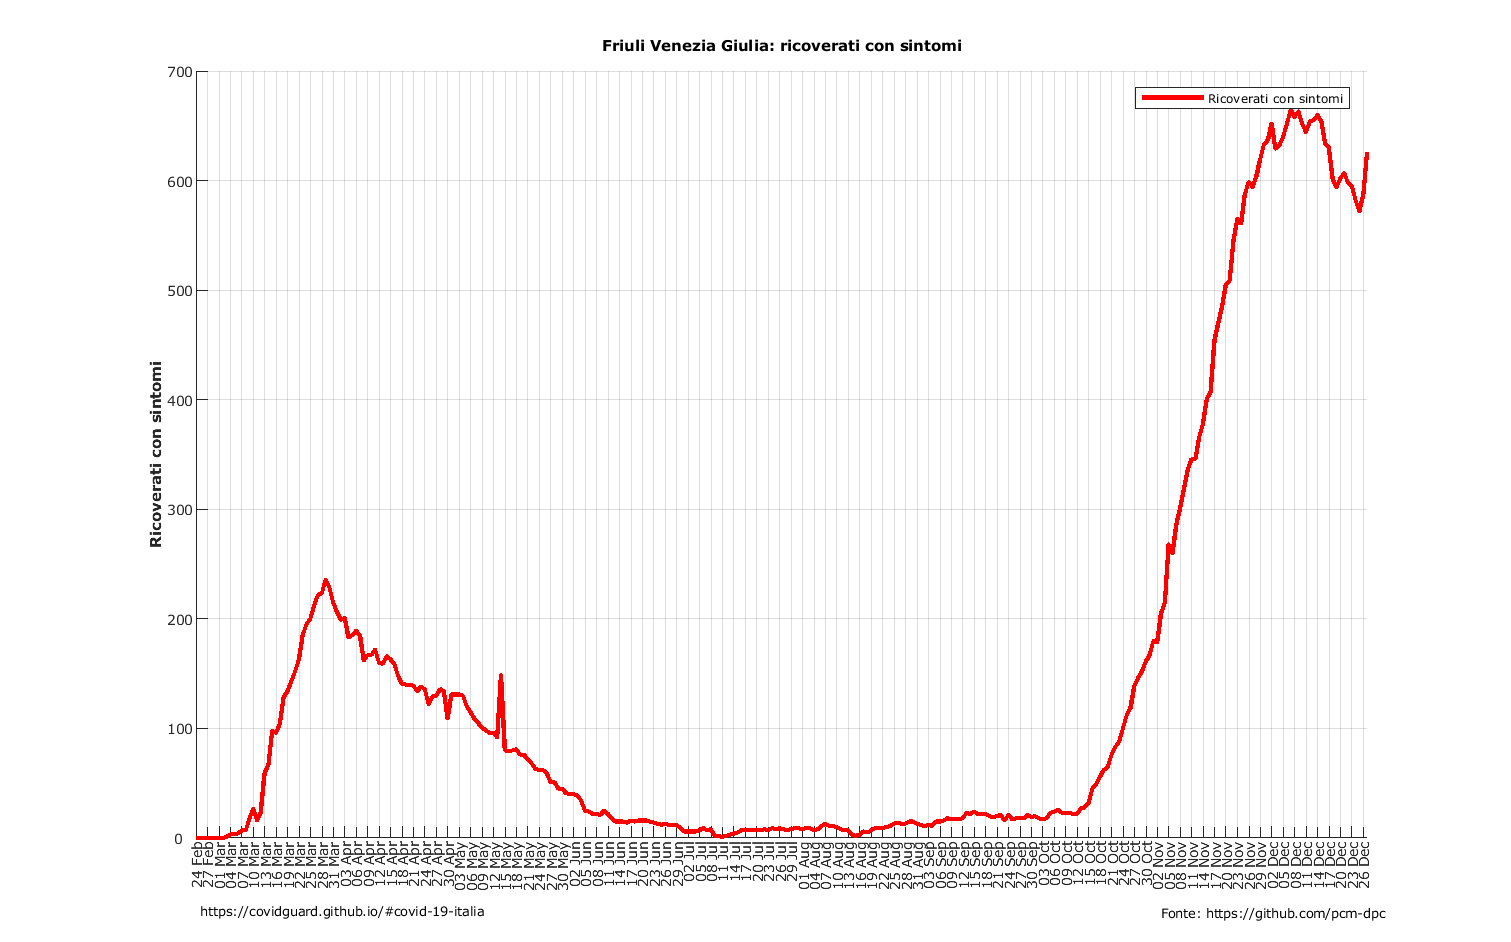 Friuli Venezia Giulia: ricoverati con sintomi
Ricoverati con sintomi
Ricoverati con sintomi
700
600
500
400
300
200
100
0
24 Feb
27 Feb
01 Mar
04 Mar
07 Mar
10 Mar
13 Mar
16 Mar
19 Mar
22 Mar
25 Mar
28 Mar
31 Mar
03 Apr
06 Apr
09 Apr
12 Apr
15 Apr
18 Apr
21 Apr
24 Apr
27 Apr
30 Apr
03 May
06 May
09 May
12 May
15 May
18 May
21 May
24 May
27 May
30 May
02 Jun
05 Jun
08 Jun
11 Jun
14 Jun
17 Jun
20 Jun
23 Jun
26 Jun
29 Jun
02 Jul
05 Jul
08 Jul
11 Jul
14 Jul
17 Jul
20 Jul
23 Jul
26 Jul
29 Jul
01 Aug
04 Aug
07 Aug
10 Aug
13 Aug
16 Aug
19 Aug
22 Aug
25 Aug
28 Aug
31 Aug
03 Sep
06 Sep
09 Sep
12 Sep
15 Sep
18 Sep
21 Sep
24 Sep
27 Sep
30 Sep
03 Oct
06 Oct
09 Oct
12 Oct
15 Oct
18 Oct
21 Oct
24 Oct
27 Oct
30 Oct
02 Nov
05 Nov
08 Nov
11 Nov
14 Nov
17 Nov
20 Nov
23 Nov
26 Nov
29 Nov
02 Dec
05 Dec
08 Dec
11 Dec
14 Dec
17 Dec
20 Dec
23 Dec
26 Dec
https://covidguard.github.io/#covid-19-italia
Fonte: https://github.com/pcm-dpc